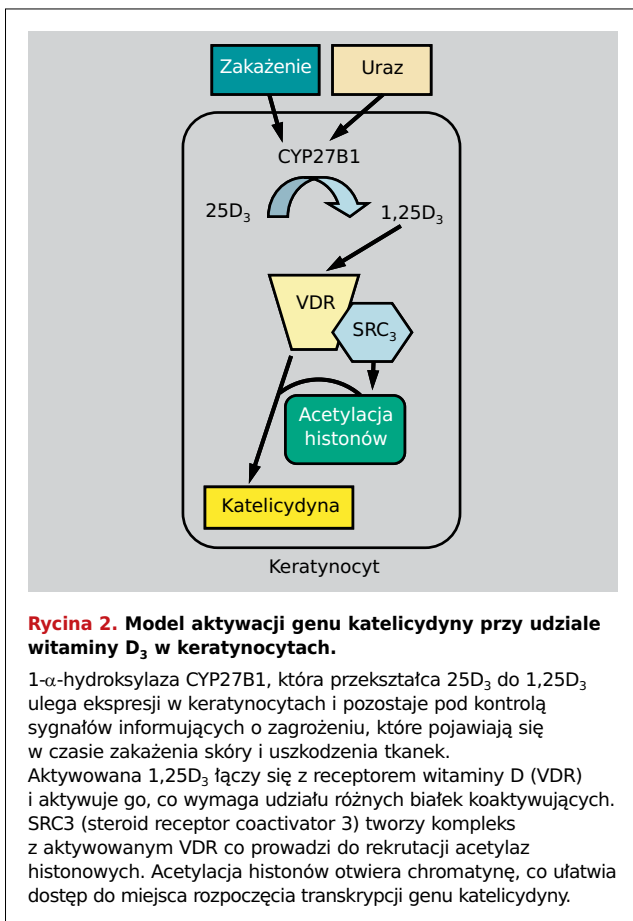 Zakażenie
Uraz
CYP27B1
25D₃
1,25D₃
VDR
SRC₃
Acetylacja
histonów
Katelicydyna
Keratynocyt
Rycina 2. Model aktywacji genu katelicydyny przy udziale
witaminy D₃ w keratynocytach.
1-α-hydroksylaza CYP27B1, która przekształca 25D₃ do 1,25D₃
ulega ekspresji w keratynocytach i pozostaje pod kontrolą
sygnałów informujących o zagrożeniu, które pojawiają się
w czasie zakażenia skóry i uszkodzenia tkanek.
Aktywowana 1,25D₃ łączy się z receptorem witaminy D (VDR)
i aktywuje go, co wymaga udziału różnych białek koaktywujących.
SRC3 (steroid receptor coactivator 3) tworzy kompleks
z aktywowanym VDR co prowadzi do rekrutacji acetylaz
histonowych. Acetylacja histonów otwiera chromatynę, co ułatwia
dostęp do miejsca rozpoczęcia transkrypcji genu katelicydyny.